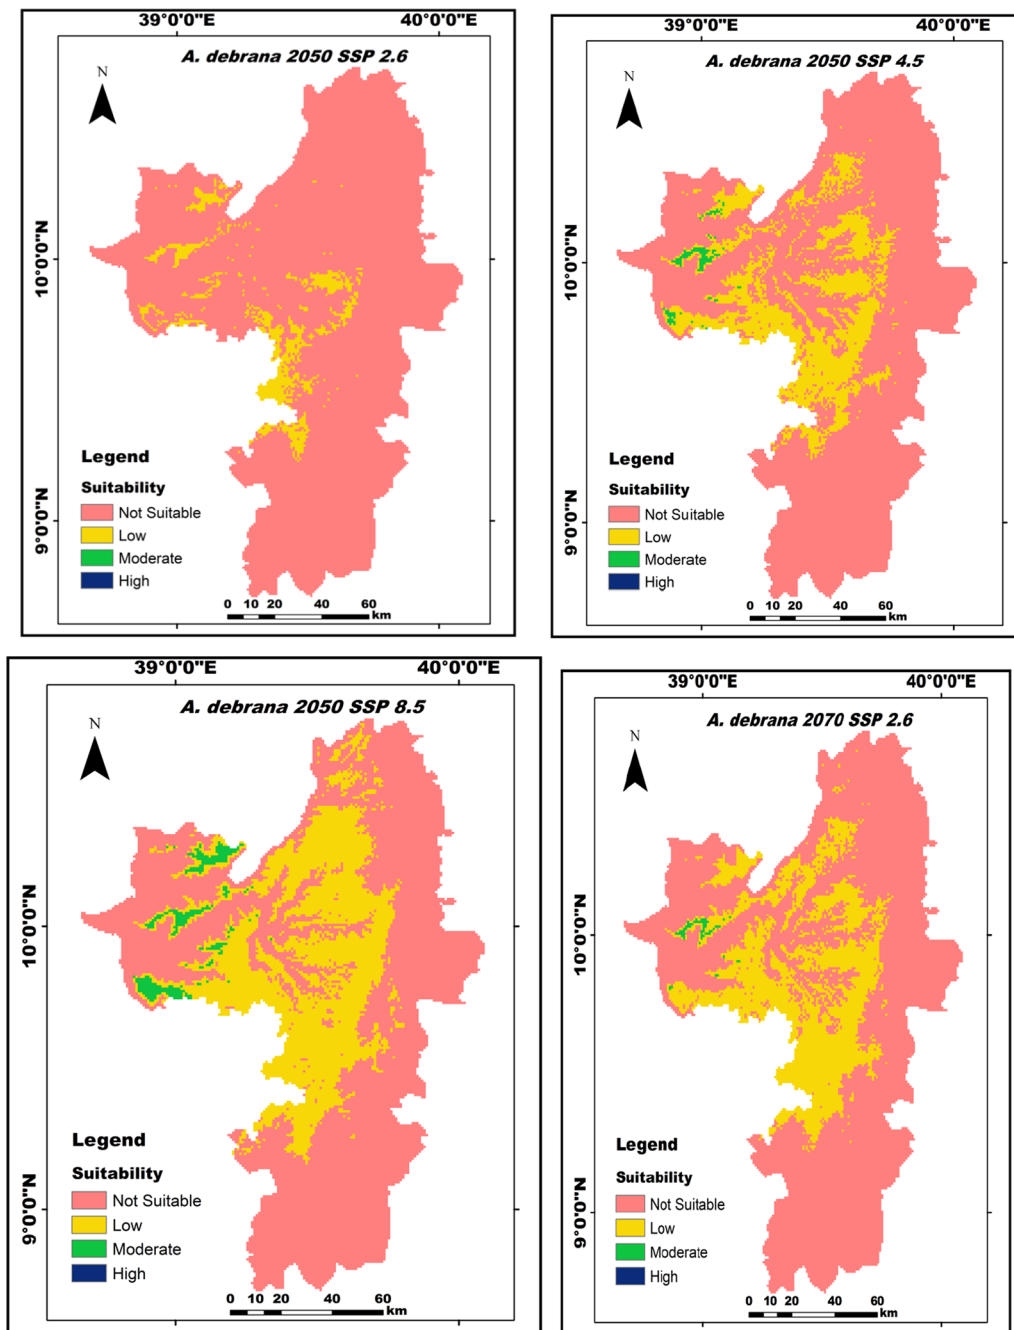 39°0'0"E 40°0'0"E
A. debrana 2050 SSP 2.6
N
10°0'0"N
9°0'0"N
Legend
Suitability
Not Suitable
Low
Moderate
High
0 10 20 40 60
km
39°0'0"E 40°0'0"E
A. debrana 2050 SSP 4.5
N
10°0'0"N
9°0'0"N
Legend
Suitability
Not Suitable
Low
Moderate
High
0 10 20 40 60
km
39°0'0"E 40°0'0"E
A. debrana 2050 SSP 8.5
N
10°0'0"N
9°0'0"N
Legend
Suitability
Not Suitable
Low
Moderate
High
0 10 20 40 60
km
39°0'0"E 40°0'0"E
A. debrana 2070 SSP 2.6
N
10°0'0"N
9°0'0"N
Legend
Suitability
Not Suitable
Low
Moderate
High
0 10 20 40 60
km